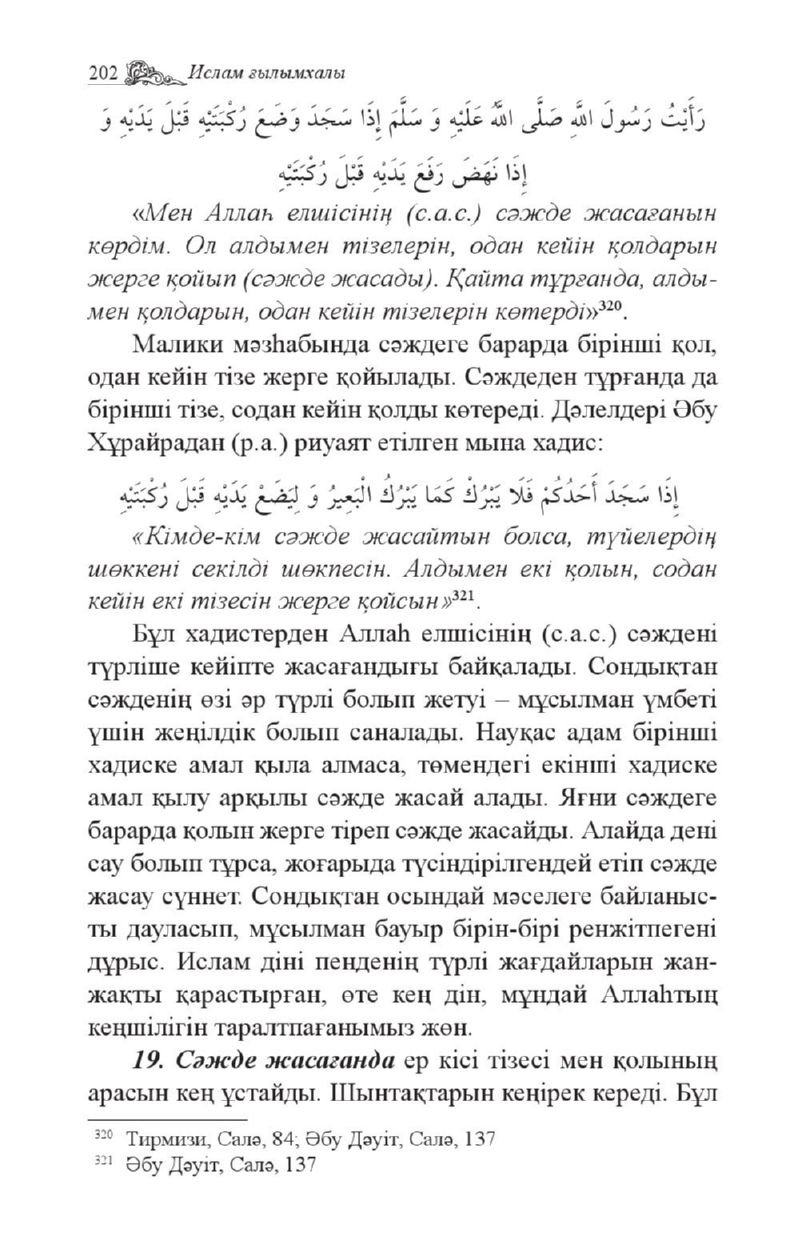 202 Ислам ғылымхалы
رَأَيْتُ رَسُولَ اللهِ صَلَّى اللهُ عَلَيْهِ وَ سَلَّمَ إِذَا سَجَدَ وَضَعَ رُكْبَتَيْهِ قَبْلَ يَدَيْهِ وَ
إِذَا نَهَضَ رَفَعَ يَدَيْهِ قَبْلَ رُكْبَتَيْهِ
«Мен Аллаһ елшісінің (с.а.с.) сәжде жасағанын
көрдім. Ол алдымен тізелерін, одан кейін қолдарын
жерге қойып (сәжде жасады). Қайта тұрғанда, алды-
мен қолдарын, одан кейін тізелерін көтерді»³²⁰.
Малики мәзһабында сәждеге барарда бірінші қол,
одан кейін тізе жерге қойылады. Сәждеден тұрғанда да
бірінші тізе, содан кейін қолды көтереді. Дәлелдері Әбу
Хұрайрадан (р.а.) риуаят етілген мына хадис:
إِذَا سَجَدَ أَحَدُكُمْ فَلَا يَبْرُكْ كَمَا يَبْرُكُ الْبَعِيرُ وَ لِيَضَعْ يَدَيْهِ قَبْلَ رُكْبَتَيْهِ
«Кімде-кім сәжде жасайтын болса, түйелердің
шөккені секілді шөкпесін. Алдымен екі қолын, содан
кейін екі тізесін жерге қойсын»³²¹.
Бұл хадистерден Аллаһ елшісінің (с.а.с.) сәждені
түрліше кейіпте жасағандығы байқалады. Сондықтан
сәжденің өзі әр түрлі болып жетуі – мұсылман үмбеті
үшін жеңілдік болып саналады. Науқас адам бірінші
хадиске амал қыла алмаса, төмендегі екінші хадиске
амал қылу арқылы сәжде жасай алады. Яғни сәждеге
барарда қолын жерге тіреп сәжде жасайды. Алайда дені
сау болып тұрса, жоғарыда түсіндірілгендей етіп сәжде
жасау сүннет. Сондықтан осындай мәселеге байланыс-
ты дауласып, мұсылман бауыр бірін-бірі ренжітпегені
дұрыс. Ислам діні пенденің түрлі жағдайларын жан-
жақты қарастырған, өте кең дін, мұндай Аллаһтың
кеңшілігін таралтпағанымыз жөн.
19. Сәжде жасағанда ер кісі тізесі мен қолының
арасын кең ұстайды. Шынтақтарын кеңірек кереді. Бұл
³²⁰ Тирмизи, Салә, 84; Әбу Дәуіт, Салә, 137
³²¹ Әбу Дәуіт, Салә, 137